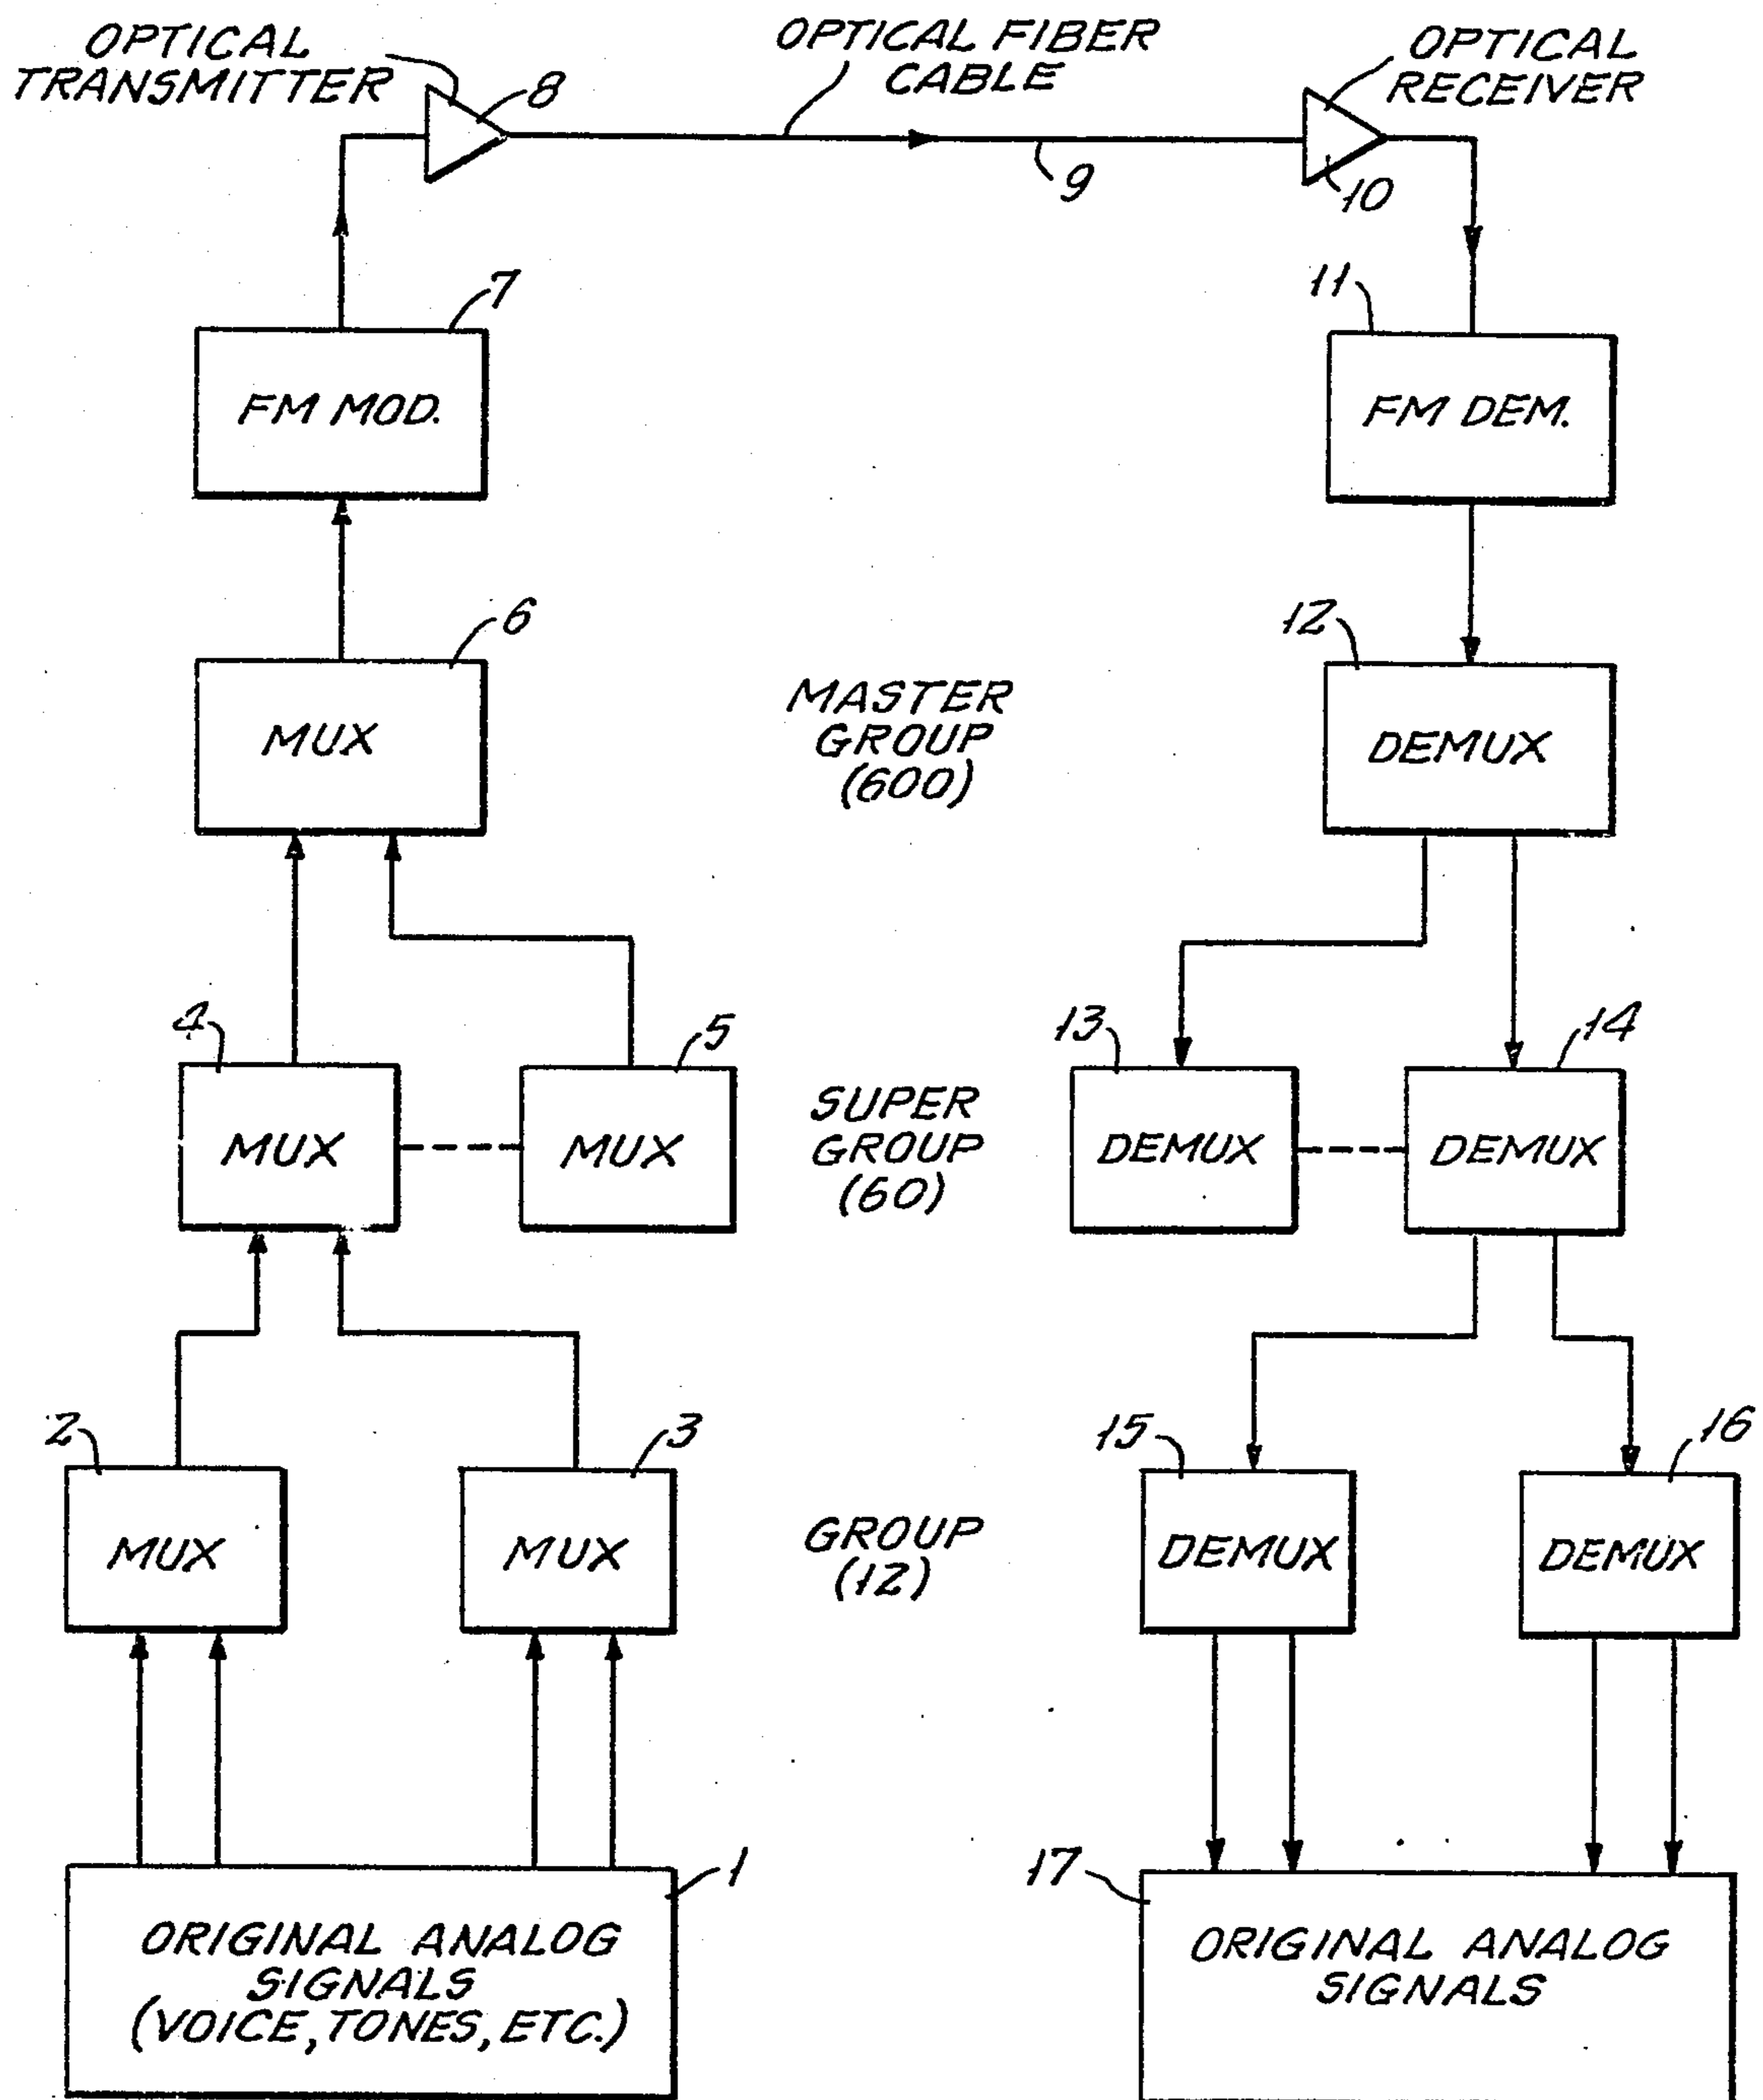 OPTICAL
TRANSMITTER
8
OPTICAL FIBER
CABLE
9
OPTICAL
RECEIVER
10
7
FM MOD.
11
FM DEM.
6
MUX
MASTER
GROUP
(600)
12
DEMUX
4
MUX
5
MUX
SUPER
GROUP
(60)
13
DEMUX
14
DEMUX
2
MUX
3
MUX
GROUP
(12)
15
DEMUX
16
DEMUX
1
ORIGINAL ANALOG
SIGNALS
(VOICE, TONES, ETC.)
17
ORIGINAL ANALOG
SIGNALS